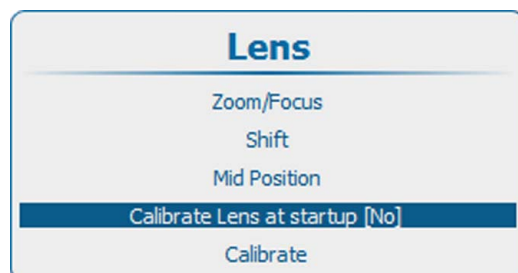 Lens
Zoom/Focus
Shift
Mid Position
Calibrate Lens at startup [No]
Calibrate